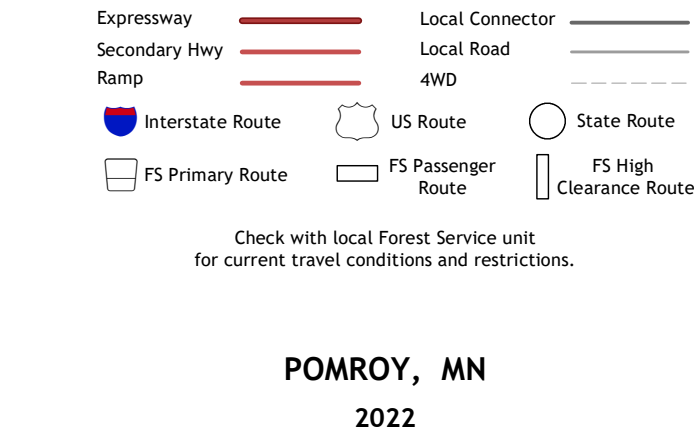 Expressway
Local Connector
Secondary Hwy
Local Road
Ramp
4WD
Interstate Route
US Route
State Route
FS Primary Route
FS Passenger
Route
FS High
Clearance Route
Check with local Forest Service unit
for current travel conditions and restrictions.
POMROY, MN
2022